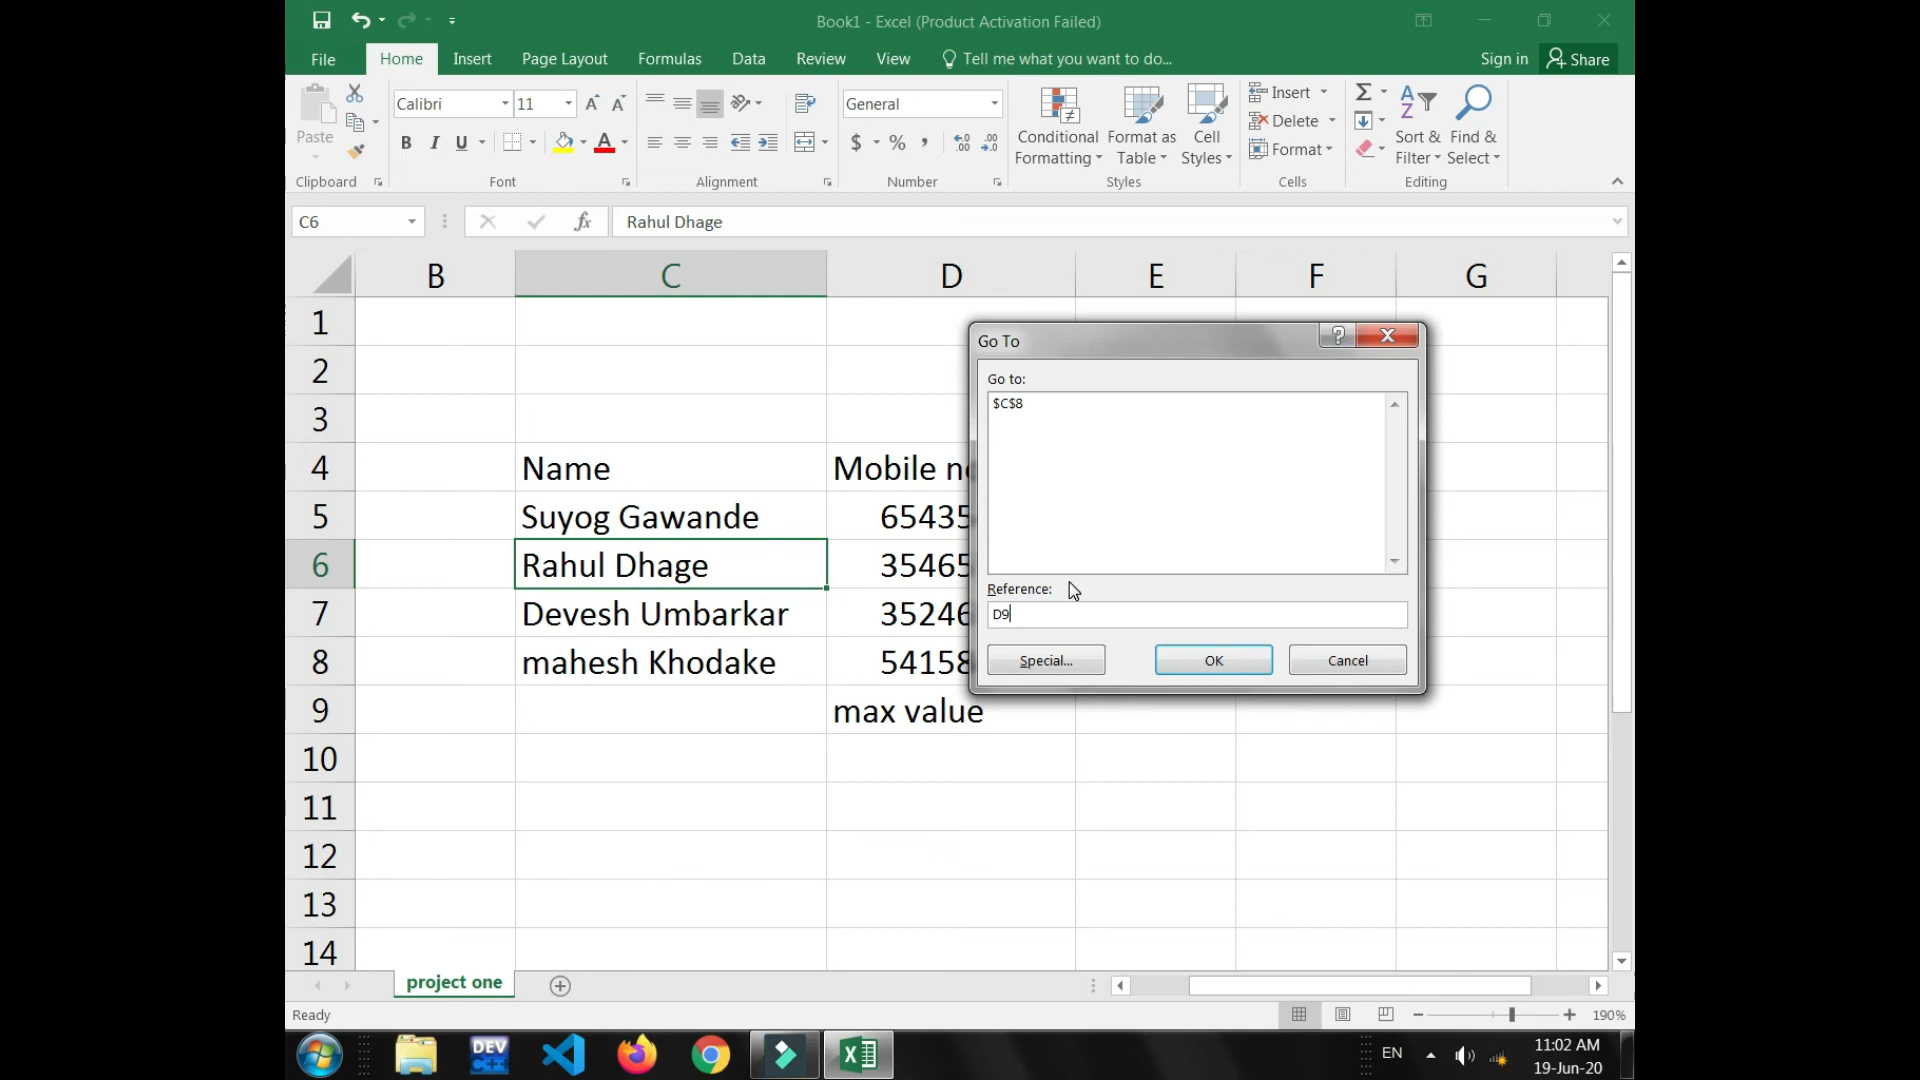 Book1 - Excel (Product Activation Failed)
File Home Insert Page Layout Formulas Data Review View Tell me what you want to do... Sign in Share
Paste
Calibri 11
B I U
General
$ % ,
Conditional Formatting
Format as Table
Cell Styles
Insert
Delete
Format
Sort & Filter
Find & Select
Clipboard Font Alignment Number Styles Cells Editing
C6 fx Rahul Dhage
B C D E F G
1
2
3
4 Name Mobile n
5 Suyog Gawande 65435
6 Rahul Dhage 35465
7 Devesh Umbarkar 35246
8 mahesh Khodake 54158
9 max value
10
11
12
13
14
Go To
?
Go to:
$C$8
Reference:
D9
Special...
OK
Cancel
project one
Ready
190%
DEV
C++
EN
11:02 AM
19-Jun-20